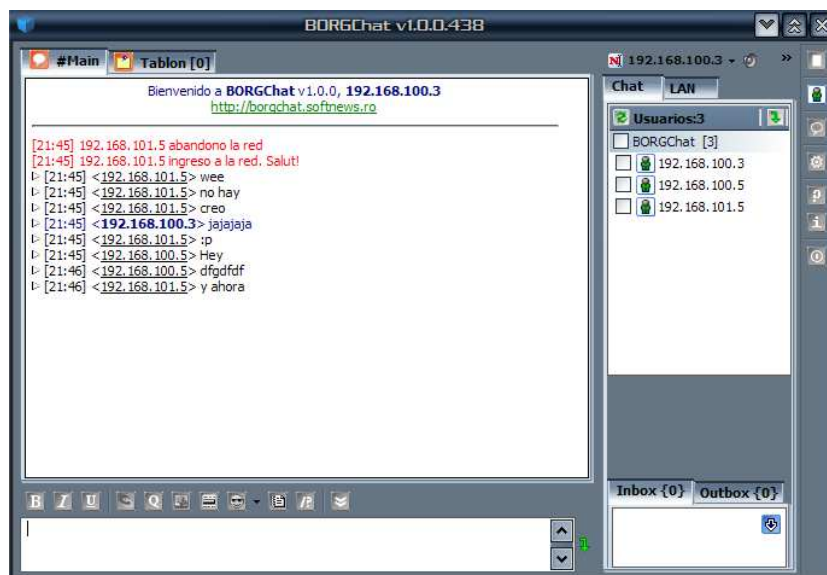 BORGChat v1.0.0.438
#Main Tablon [0]
Bienvenido a BORGChat v1.0.0, 192.168.100.3
http://borgchat.softnews.ro
[21:45] 192.168.101.5 abandono la red
[21:45] 192.168.101.5 ingreso a la red. Salut!
[21:45] <192.168.101.5> wee
[21:45] <192.168.101.5> no hay
[21:45] <192.168.101.5> creo
[21:45] <192.168.100.3> jajajaja
[21:45] <192.168.101.5> :p
[21:45] <192.168.100.5> Hey
[21:46] <192.168.100.5> dfgdfdf
[21:46] <192.168.101.5> y ahora
B I U Q /P
192.168.100.3 »
Chat LAN
Usuarios:3
BORGChat [3]
192.168.100.3
192.168.100.5
192.168.101.5
Inbox {0} Outbox {0}